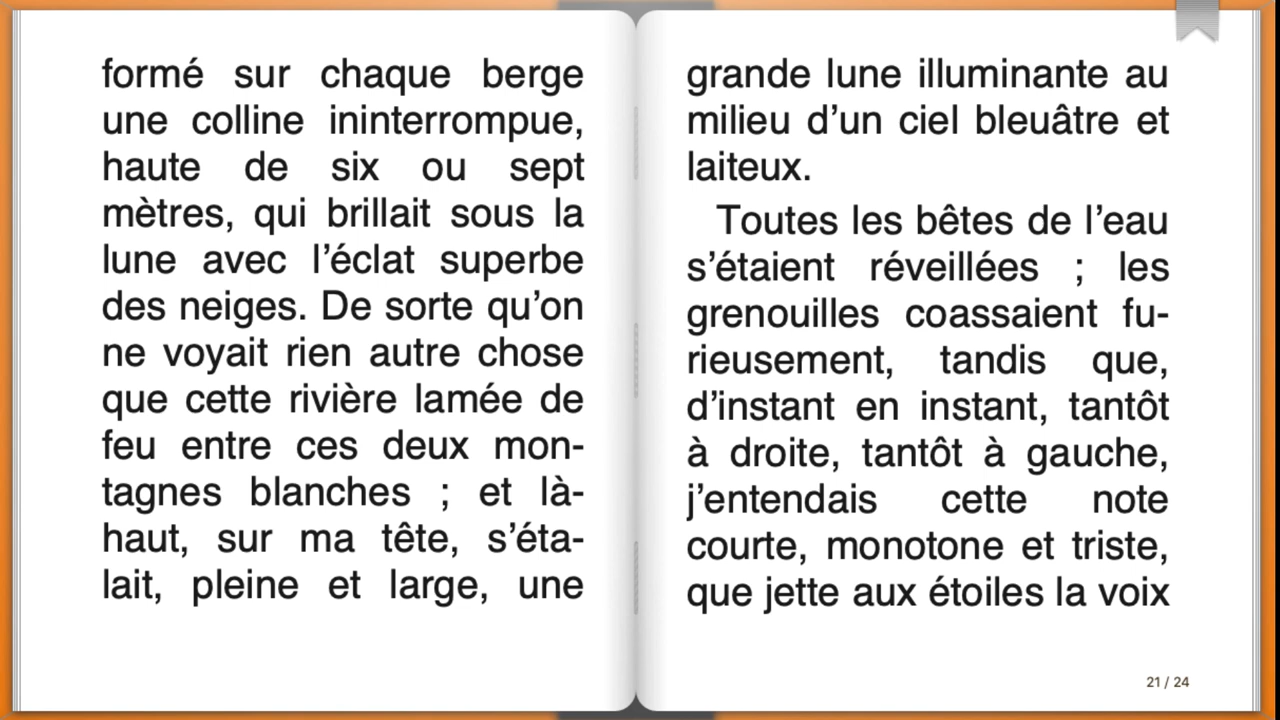 formé sur chaque berge
une colline ininterrompue,
haute de six ou sept
mètres, qui brillait sous la
lune avec l’éclat superbe
des neiges. De sorte qu’on
ne voyait rien autre chose
que cette rivière lamée de
feu entre ces deux mon-
tagnes blanches ; et là-
haut, sur ma tête, s’éta-
lait, pleine et large, une
grande lune illuminante au
milieu d’un ciel bleuâtre et
laiteux.
Toutes les bêtes de l’eau
s’étaient réveillées ; les
grenouilles coassaient fu-
rieusement, tandis que,
d’instant en instant, tantôt
à droite, tantôt à gauche,
j’entendais cette note
courte, monotone et triste,
que jette aux étoiles la voix
21 / 24